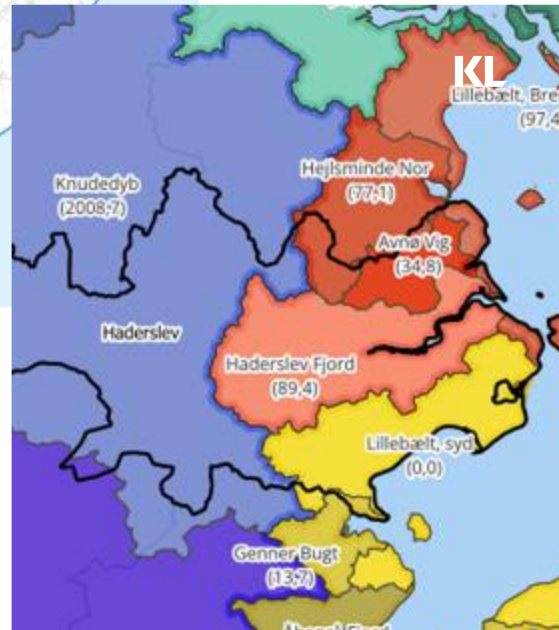 KL
Lillebælt, Bre
(97,4
Hejlsminde Nor
(77,1)
Knudedyb
(2008,7)
Avnø Vig
(34,8)
Haderslev
Haderslev Fjord
(89,4)
Lillebælt, syd
(0,0)
Genner Bugt
(13,7)